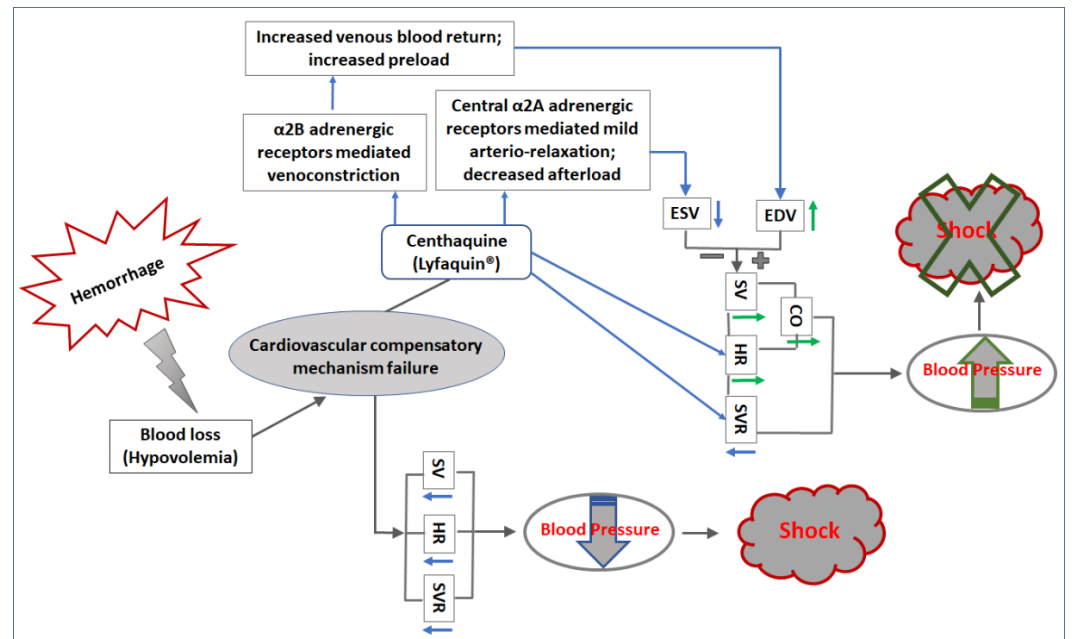 Increased venous blood return;
increased preload
α2B adrenergic
receptors mediated
venoconstriction
Central α2A adrenergic
receptors mediated mild
arterio-relaxation;
decreased afterload
ESV
EDV
Centhaquine
(Lyfaquin®)
Hemorrhage
Cardiovascular compensatory
mechanism failure
Blood loss
(Hypovolemia)
SV
HR
SVR
CO
Blood Pressure
Shock
SV
HR
SVR
Blood Pressure
Shock